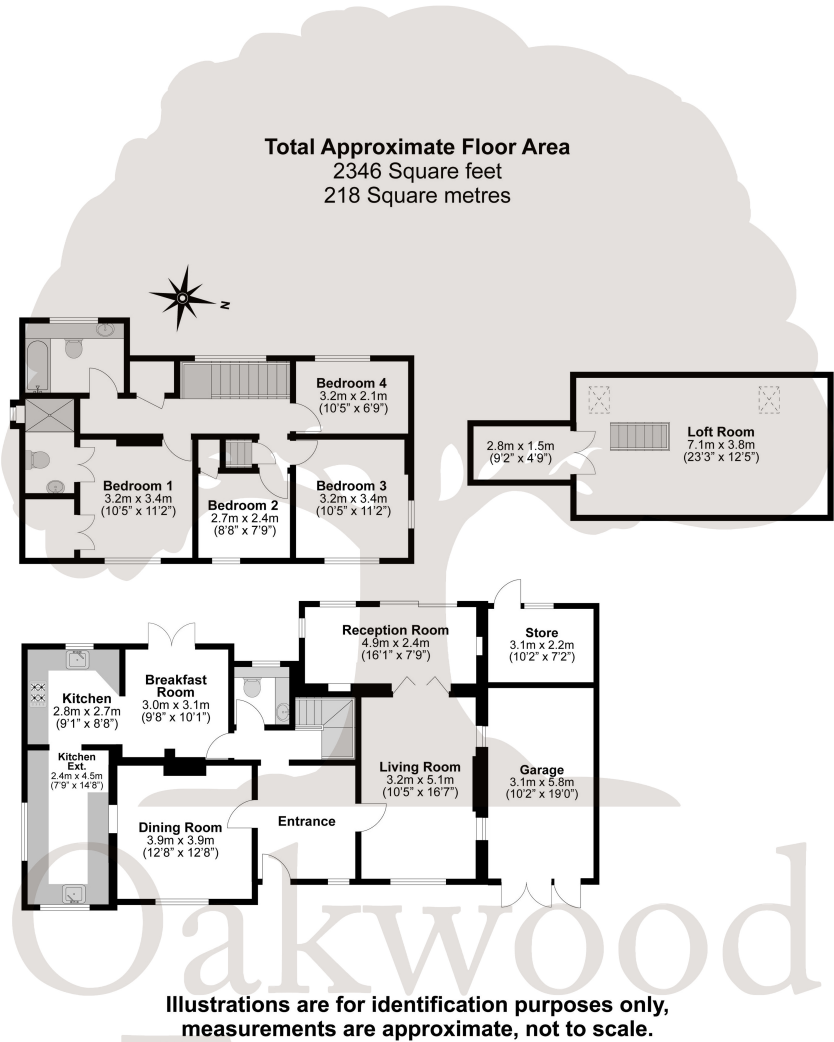 Total Approximate Floor Area
2346 Square feet
218 Square metres
N
Bedroom 4
3.2m x 2.1m
(10'5" x 6'9")
Bedroom 1
3.2m x 3.4m
(10'5" x 11'2")
Bedroom 2
2.7m x 2.4m
(8'8" x 7'9")
Bedroom 3
3.2m x 3.4m
(10'5" x 11'2")
2.8m x 1.5m
(9'2" x 4'9")
Loft Room
7.1m x 3.8m
(23'3" x 12'5")
Reception Room
4.9m x 2.4m
(16'1" x 7'9")
Store
3.1m x 2.2m
(10'2" x 7'2")
Kitchen
2.8m x 2.7m
(9'1" x 8'8")
Breakfast
Room
3.0m x 3.1m
(9'8" x 10'1")
Kitchen
Ext.
2.4m x 4.5m
(7'9" x 14'8")
Living Room
3.2m x 5.1m
(10'5" x 16'7")
Garage
3.1m x 5.8m
(10'2" x 19'0")
Dining Room
3.9m x 3.9m
(12'8" x 12'8")
Entrance
Oakwood
Illustrations are for identification purposes only,
measurements are approximate, not to scale.